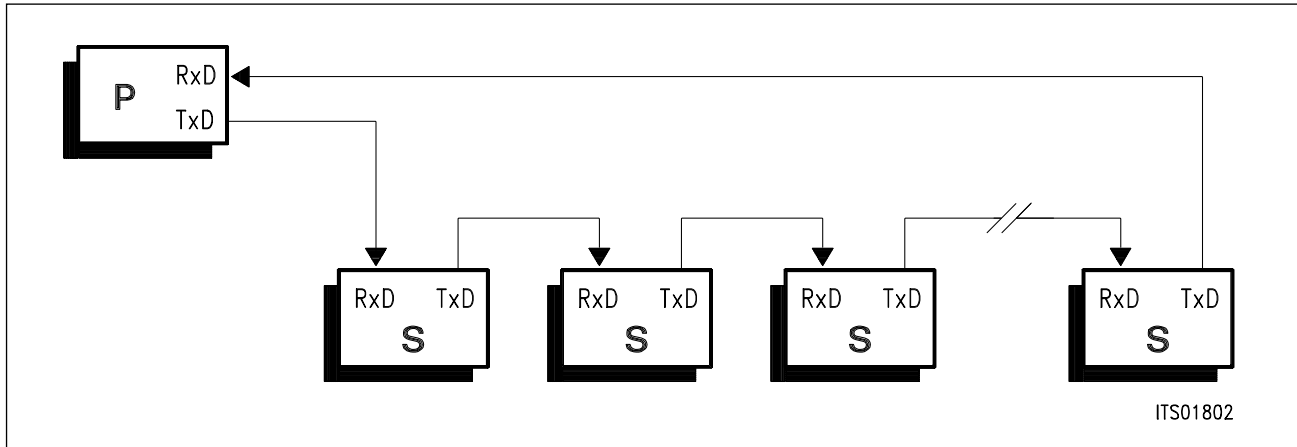 RxD
P
TxD
RxD TxD
S
RxD TxD
S
RxD TxD
S
RxD TxD
S
ITS01802